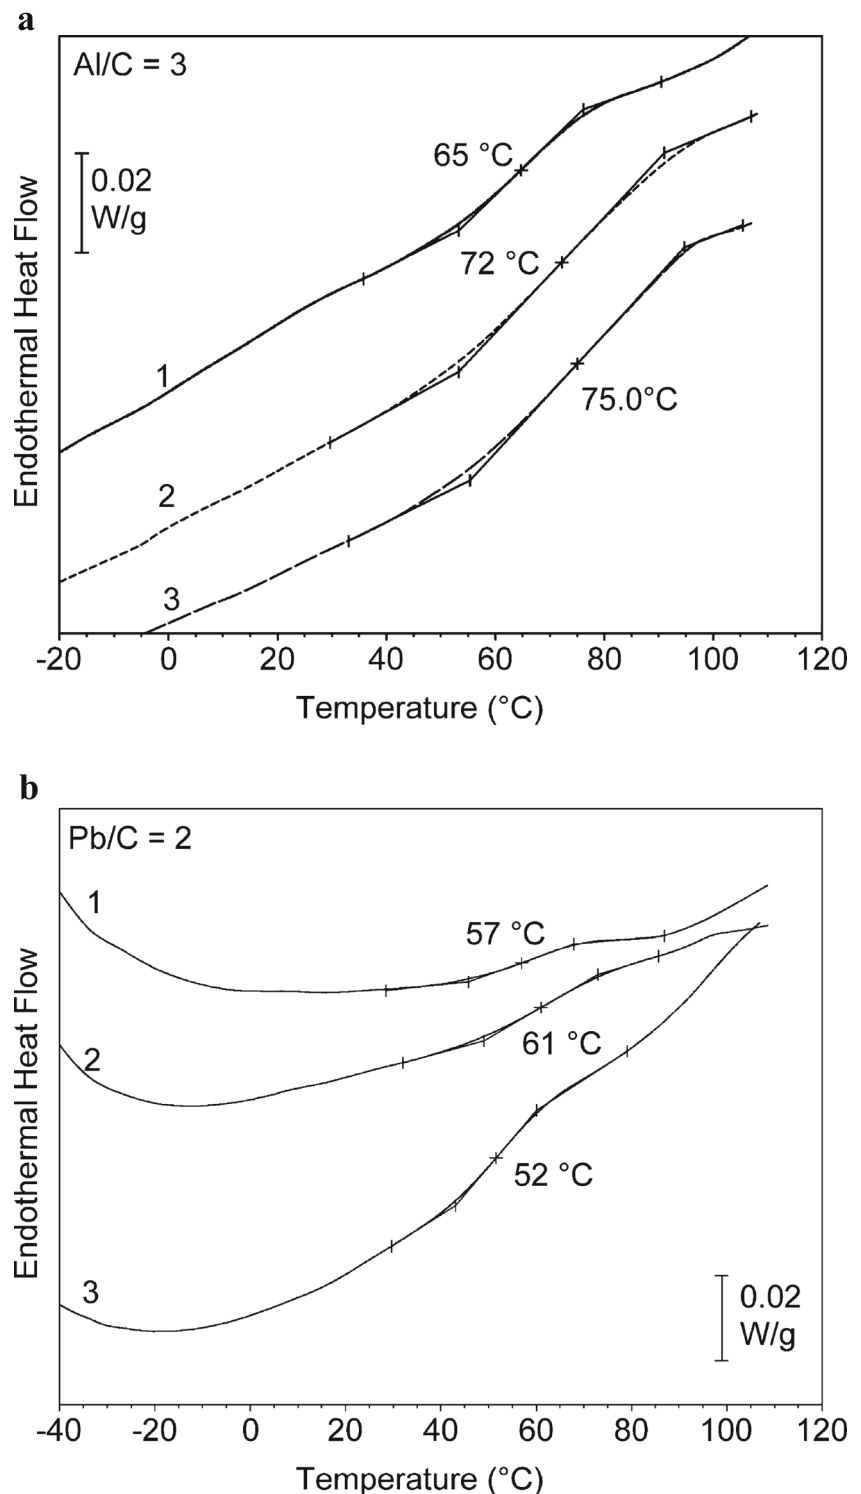 a
Al/C = 3
0.02
W/g
65 °C
72 °C
75.0°C
1
2
3
Endothermal Heat Flow
-20 0 20 40 60 80 100 120
Temperature (°C)
b
Pb/C = 2
1
57 °C
2
61 °C
52 °C
3
0.02
W/g
Endothermal Heat Flow
-40 -20 0 20 40 60 80 100 120
Temperature (°C)